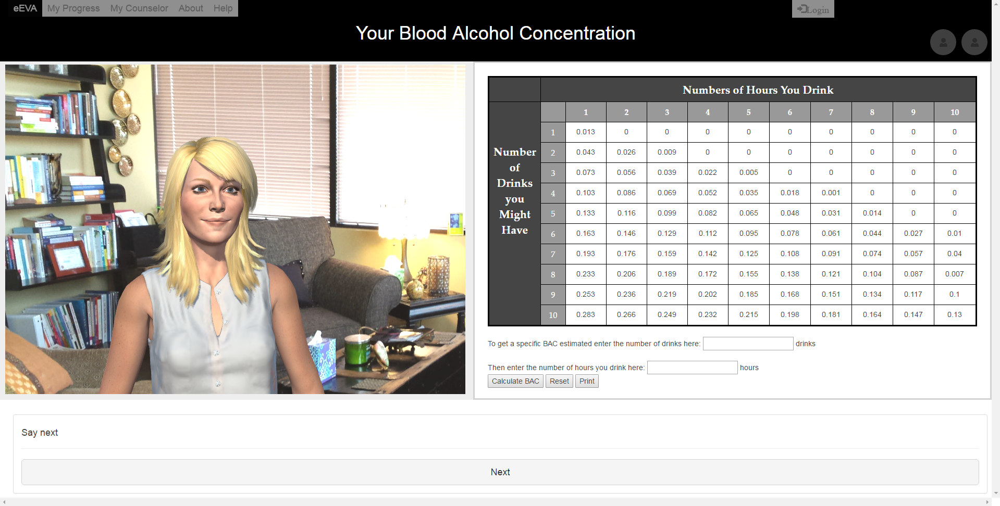 eEVA My Progress My Counselor About Help Login
Your Blood Alcohol Concentration
Numbers of Hours You Drink
1 2 3 4 5 6 7 8 9 10
Number
of
Drinks
you
Might
Have
1 0.013 0 0 0 0 0 0 0 0 0
2 0.043 0.026 0.009 0 0 0 0 0 0 0
3 0.073 0.056 0.039 0.022 0.005 0 0 0 0 0
4 0.103 0.086 0.069 0.052 0.035 0.018 0.001 0 0 0
5 0.133 0.116 0.099 0.082 0.065 0.048 0.031 0.014 0 0
6 0.163 0.146 0.129 0.112 0.095 0.078 0.061 0.044 0.027 0.01
7 0.193 0.176 0.159 0.142 0.125 0.108 0.091 0.074 0.057 0.04
8 0.233 0.206 0.189 0.172 0.155 0.138 0.121 0.104 0.087 0.007
9 0.253 0.236 0.219 0.202 0.185 0.168 0.151 0.134 0.117 0.1
10 0.283 0.266 0.249 0.232 0.215 0.198 0.181 0.164 0.147 0.13
To get a specific BAC estimated enter the number of drinks here: drinks
Then enter the number of hours you drink here: hours
Calculate BAC Reset Print
Say next
Next